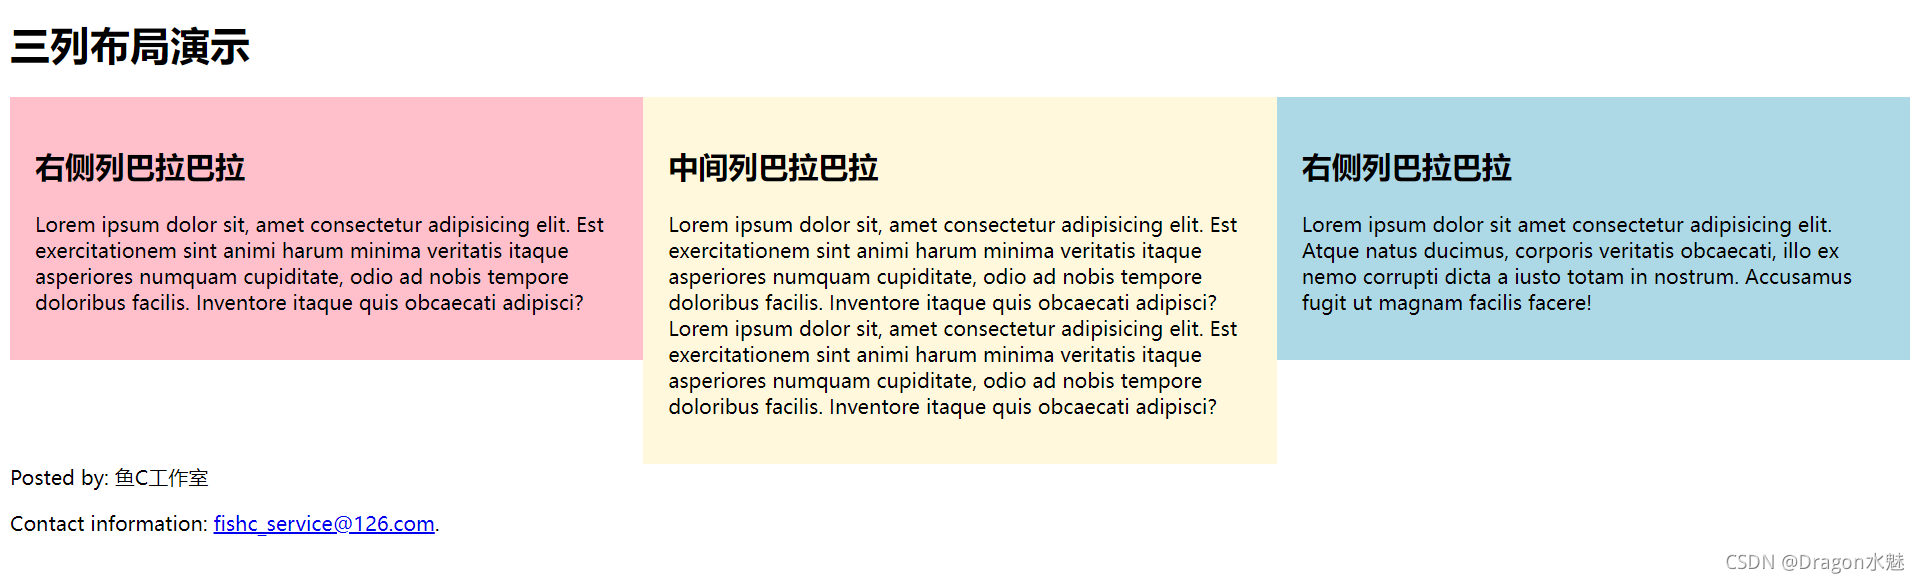 三列布局演示
右侧列巴拉巴拉
Lorem ipsum dolor sit, amet consectetur adipisicing elit. Est
exercitationem sint animi harum minima veritatis itaque
asperiores numquam cupiditate, odio ad nobis tempore
doloribus facilis. Inventore itaque quis obcaecati adipisci?
中间列巴拉巴拉
Lorem ipsum dolor sit, amet consectetur adipisicing elit. Est
exercitationem sint animi harum minima veritatis itaque
asperiores numquam cupiditate, odio ad nobis tempore
doloribus facilis. Inventore itaque quis obcaecati adipisci?
Lorem ipsum dolor sit, amet consectetur adipisicing elit. Est
exercitationem sint animi harum minima veritatis itaque
asperiores numquam cupiditate, odio ad nobis tempore
doloribus facilis. Inventore itaque quis obcaecati adipisci?
右侧列巴拉巴拉
Lorem ipsum dolor sit amet consectetur adipisicing elit.
Atque natus ducimus, corporis veritatis obcaecati, illo ex
nemo corrupti dicta a iusto totam in nostrum. Accusamus
fugit ut magnam facilis facere!
Posted by: 鱼C工作室
Contact information: fishc_service@126.com.
CSDN @Dragon水魅